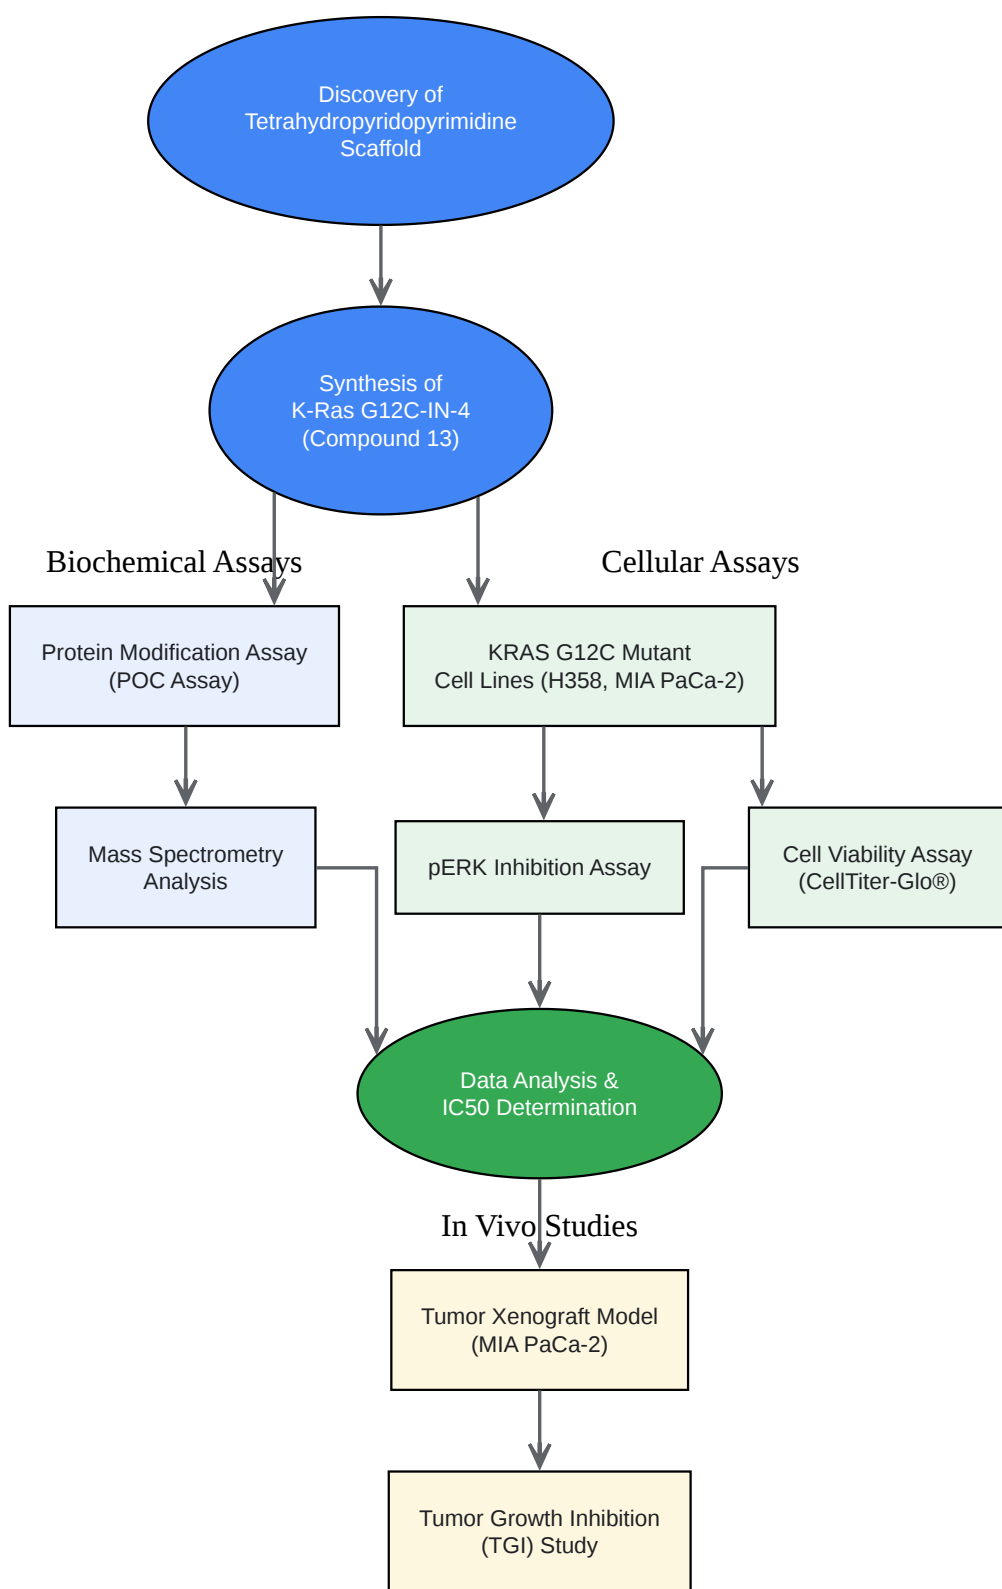 Discovery of
Tetrahydropyridopyrimidine
Scaffold
Synthesis of
K-Ras G12C-IN-4
(Compound 13)
Biochemical Assays
Cellular Assays
Protein Modification Assay
(POC Assay)
KRAS G12C Mutant
Cell Lines (H358, MIA PaCa-2)
Mass Spectrometry
Analysis
pERK Inhibition Assay
Cell Viability Assay
(CellTiter-Glo®)
Data Analysis &
IC50 Determination
In Vivo Studies
Tumor Xenograft Model
(MIA PaCa-2)
Tumor Growth Inhibition
(TGI) Study